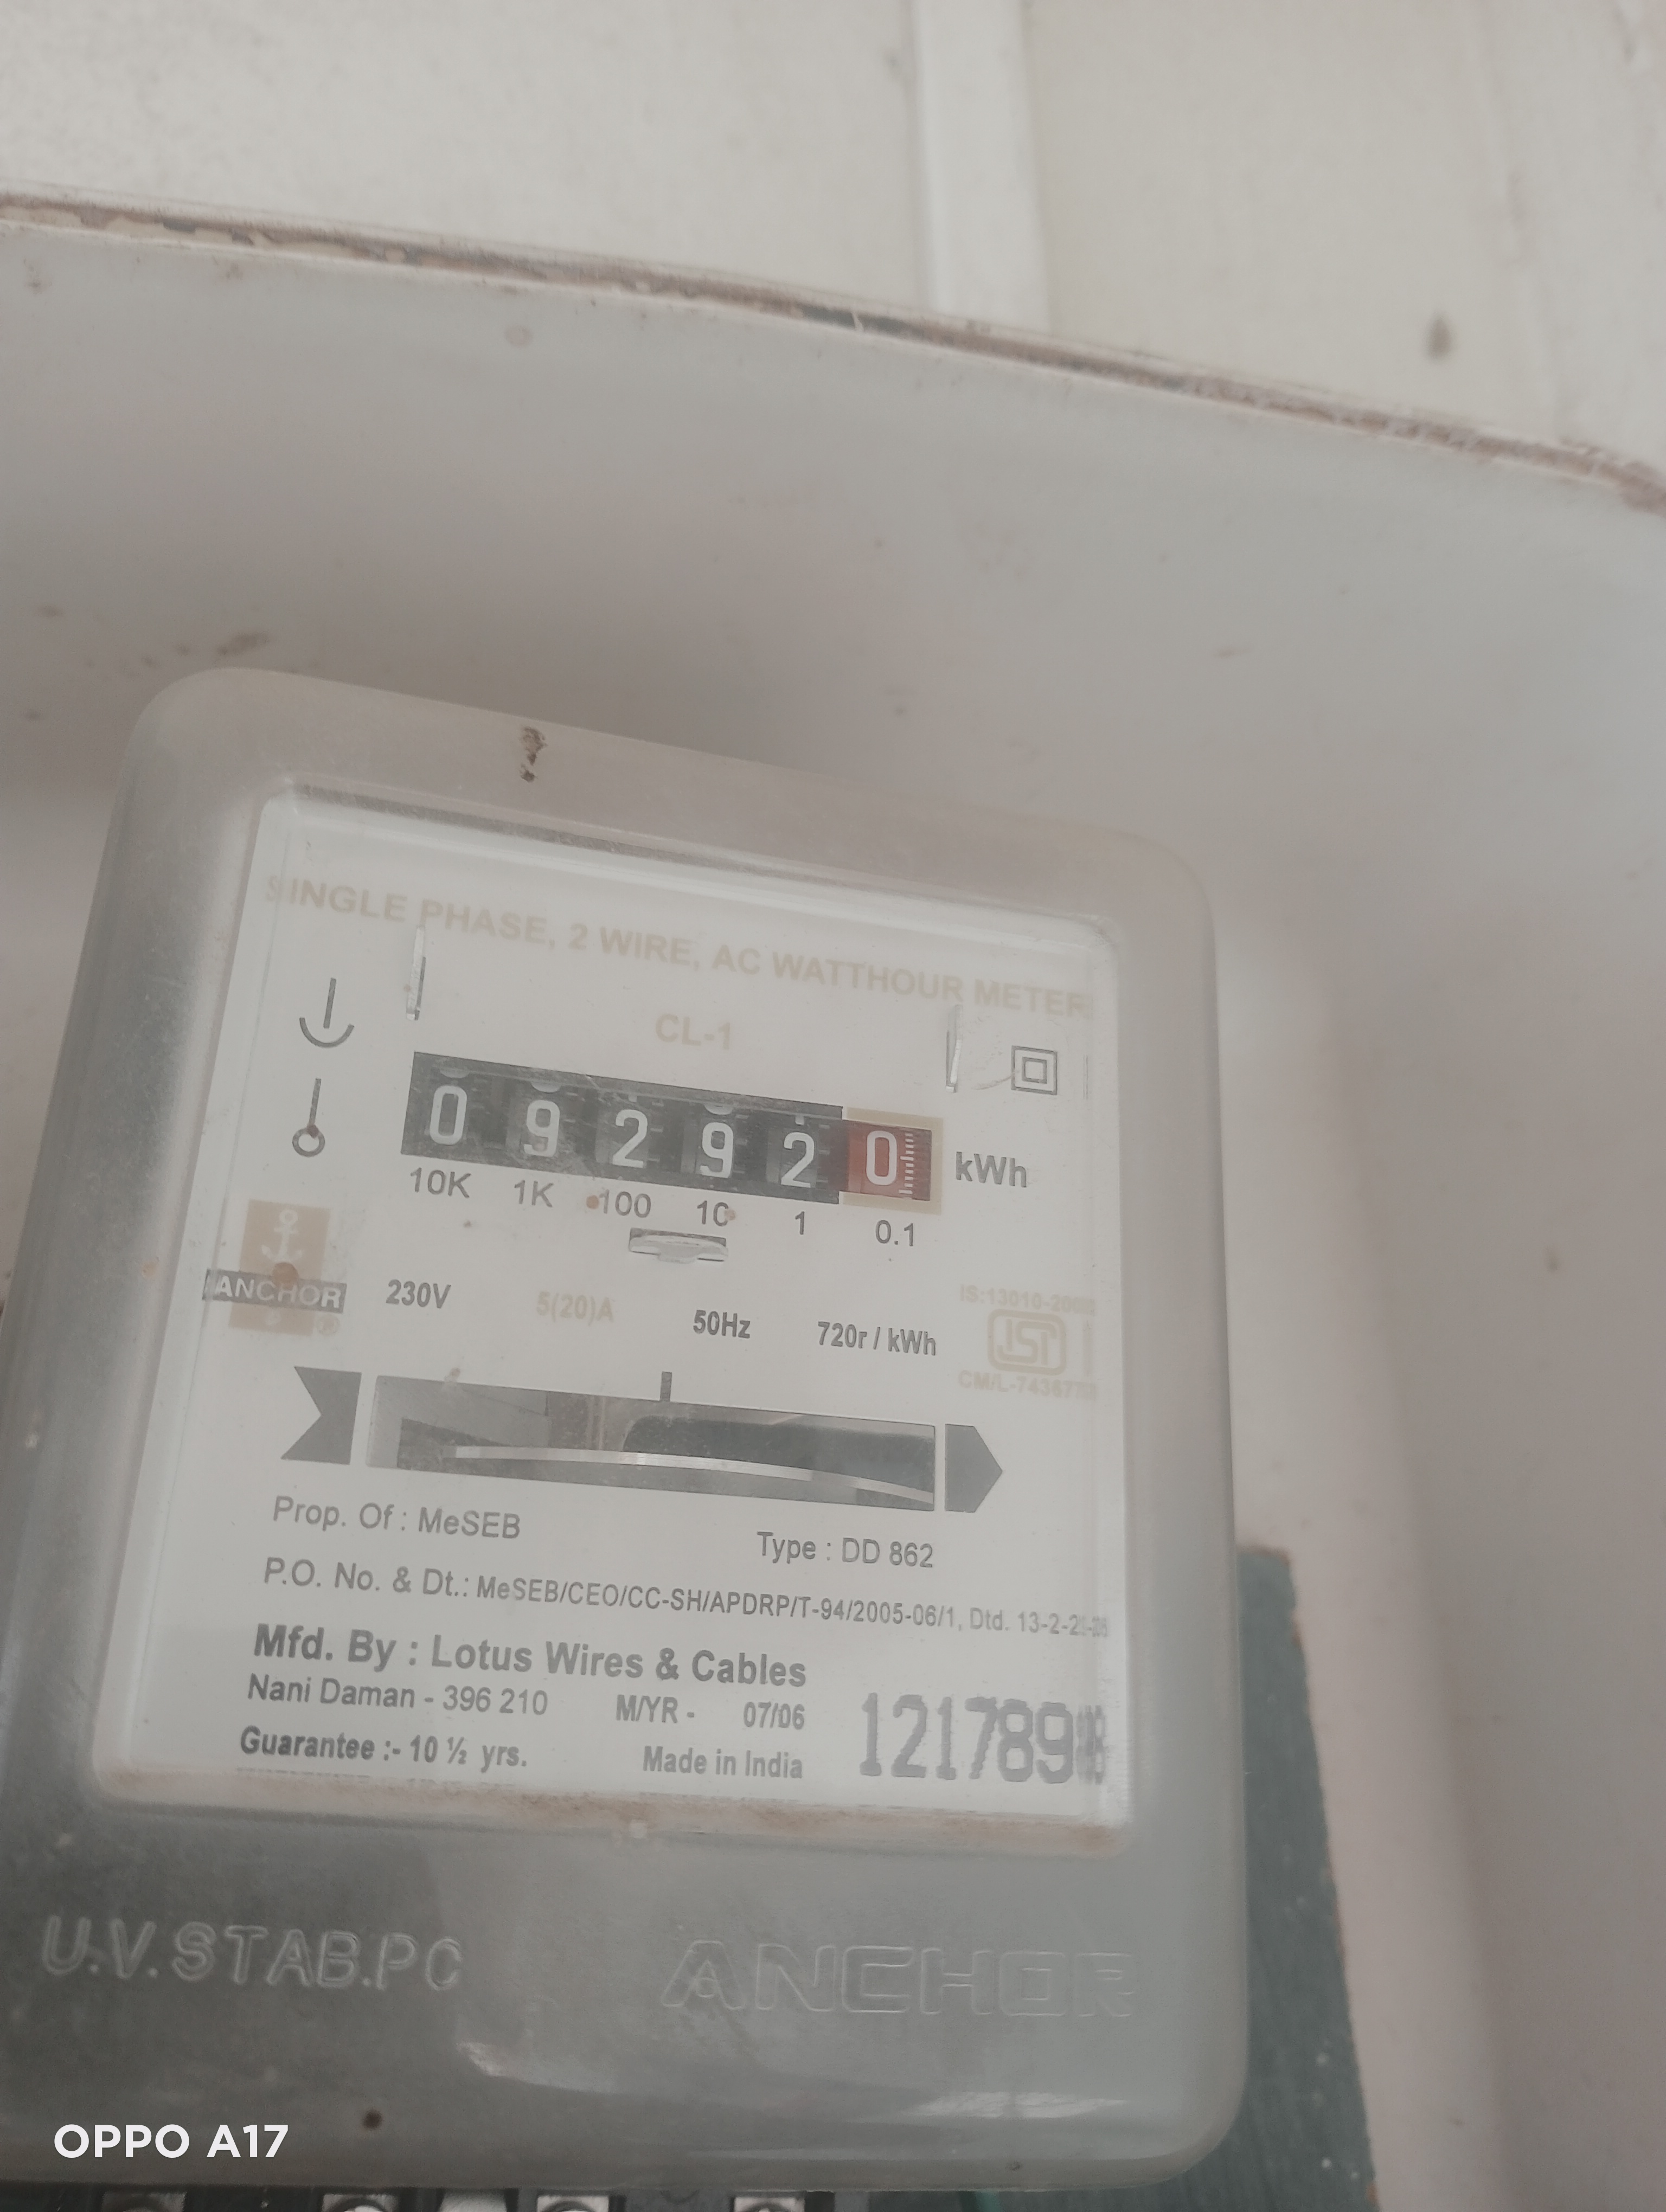 SINGLE PHASE, 2 WIRE, AC WATTHOUR METER
CL-1
0 9 2 9 2 0 kWh
10K 1K 100 10 1 0.1
ANCHOR ®
230V 5(20)A 50Hz 720r / kWh
ISI
Prop. Of : MeSEB Type : DD 862
P.O. No. & Dt.: MeSEB/CEO/CC-SH/APDRP/T-94/2005-06/1, Dtd.
Mfd. By : Lotus Wires & Cables
Nani Daman - 396 210 M/YR - 07/06
Guarantee :- 10 ½ yrs. Made in India
U.V.STAB.PC ANCHOR
OPPO A17